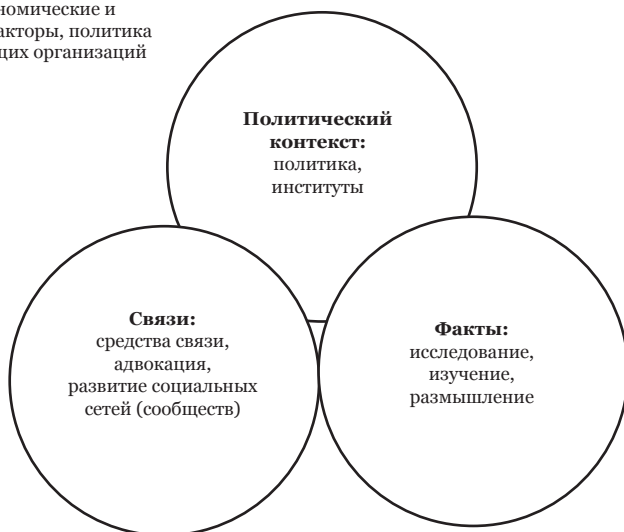 номические и
акторы, политика
щих организаций
Политический
контекст:
политика,
институты
Связи:
средства связи,
адвокация,
развитие социальных
сетей (сообществ)
Факты:
исследование,
изучение,
размышление